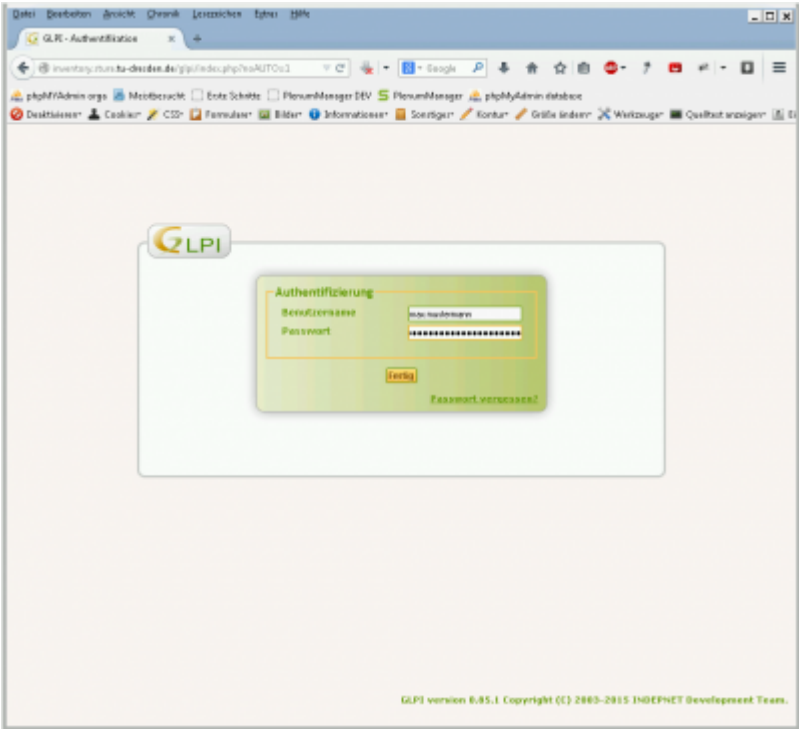 Datei Bearbeiten Ansicht Chronik Lesezeichen Extras Hilfe
GLPI - Authentifikation
Google
phpMYAdmin orga Meistbesucht Erste Schritte PlenumManager DEV PlenumManager phpMyAdmin database
Deaktivieren Cookies CSS Formulare Bilder Informationen Sonstiges Kontur Größe ändern Werkzeuge Quelltext anzeigen
GLPI
Authentifizierung
Benutzername
Passwort
Fertig
Passwort vergessen?
GLPI version 0.85.1 Copyright (C) 2003-2015 INDEPNET Development Team.